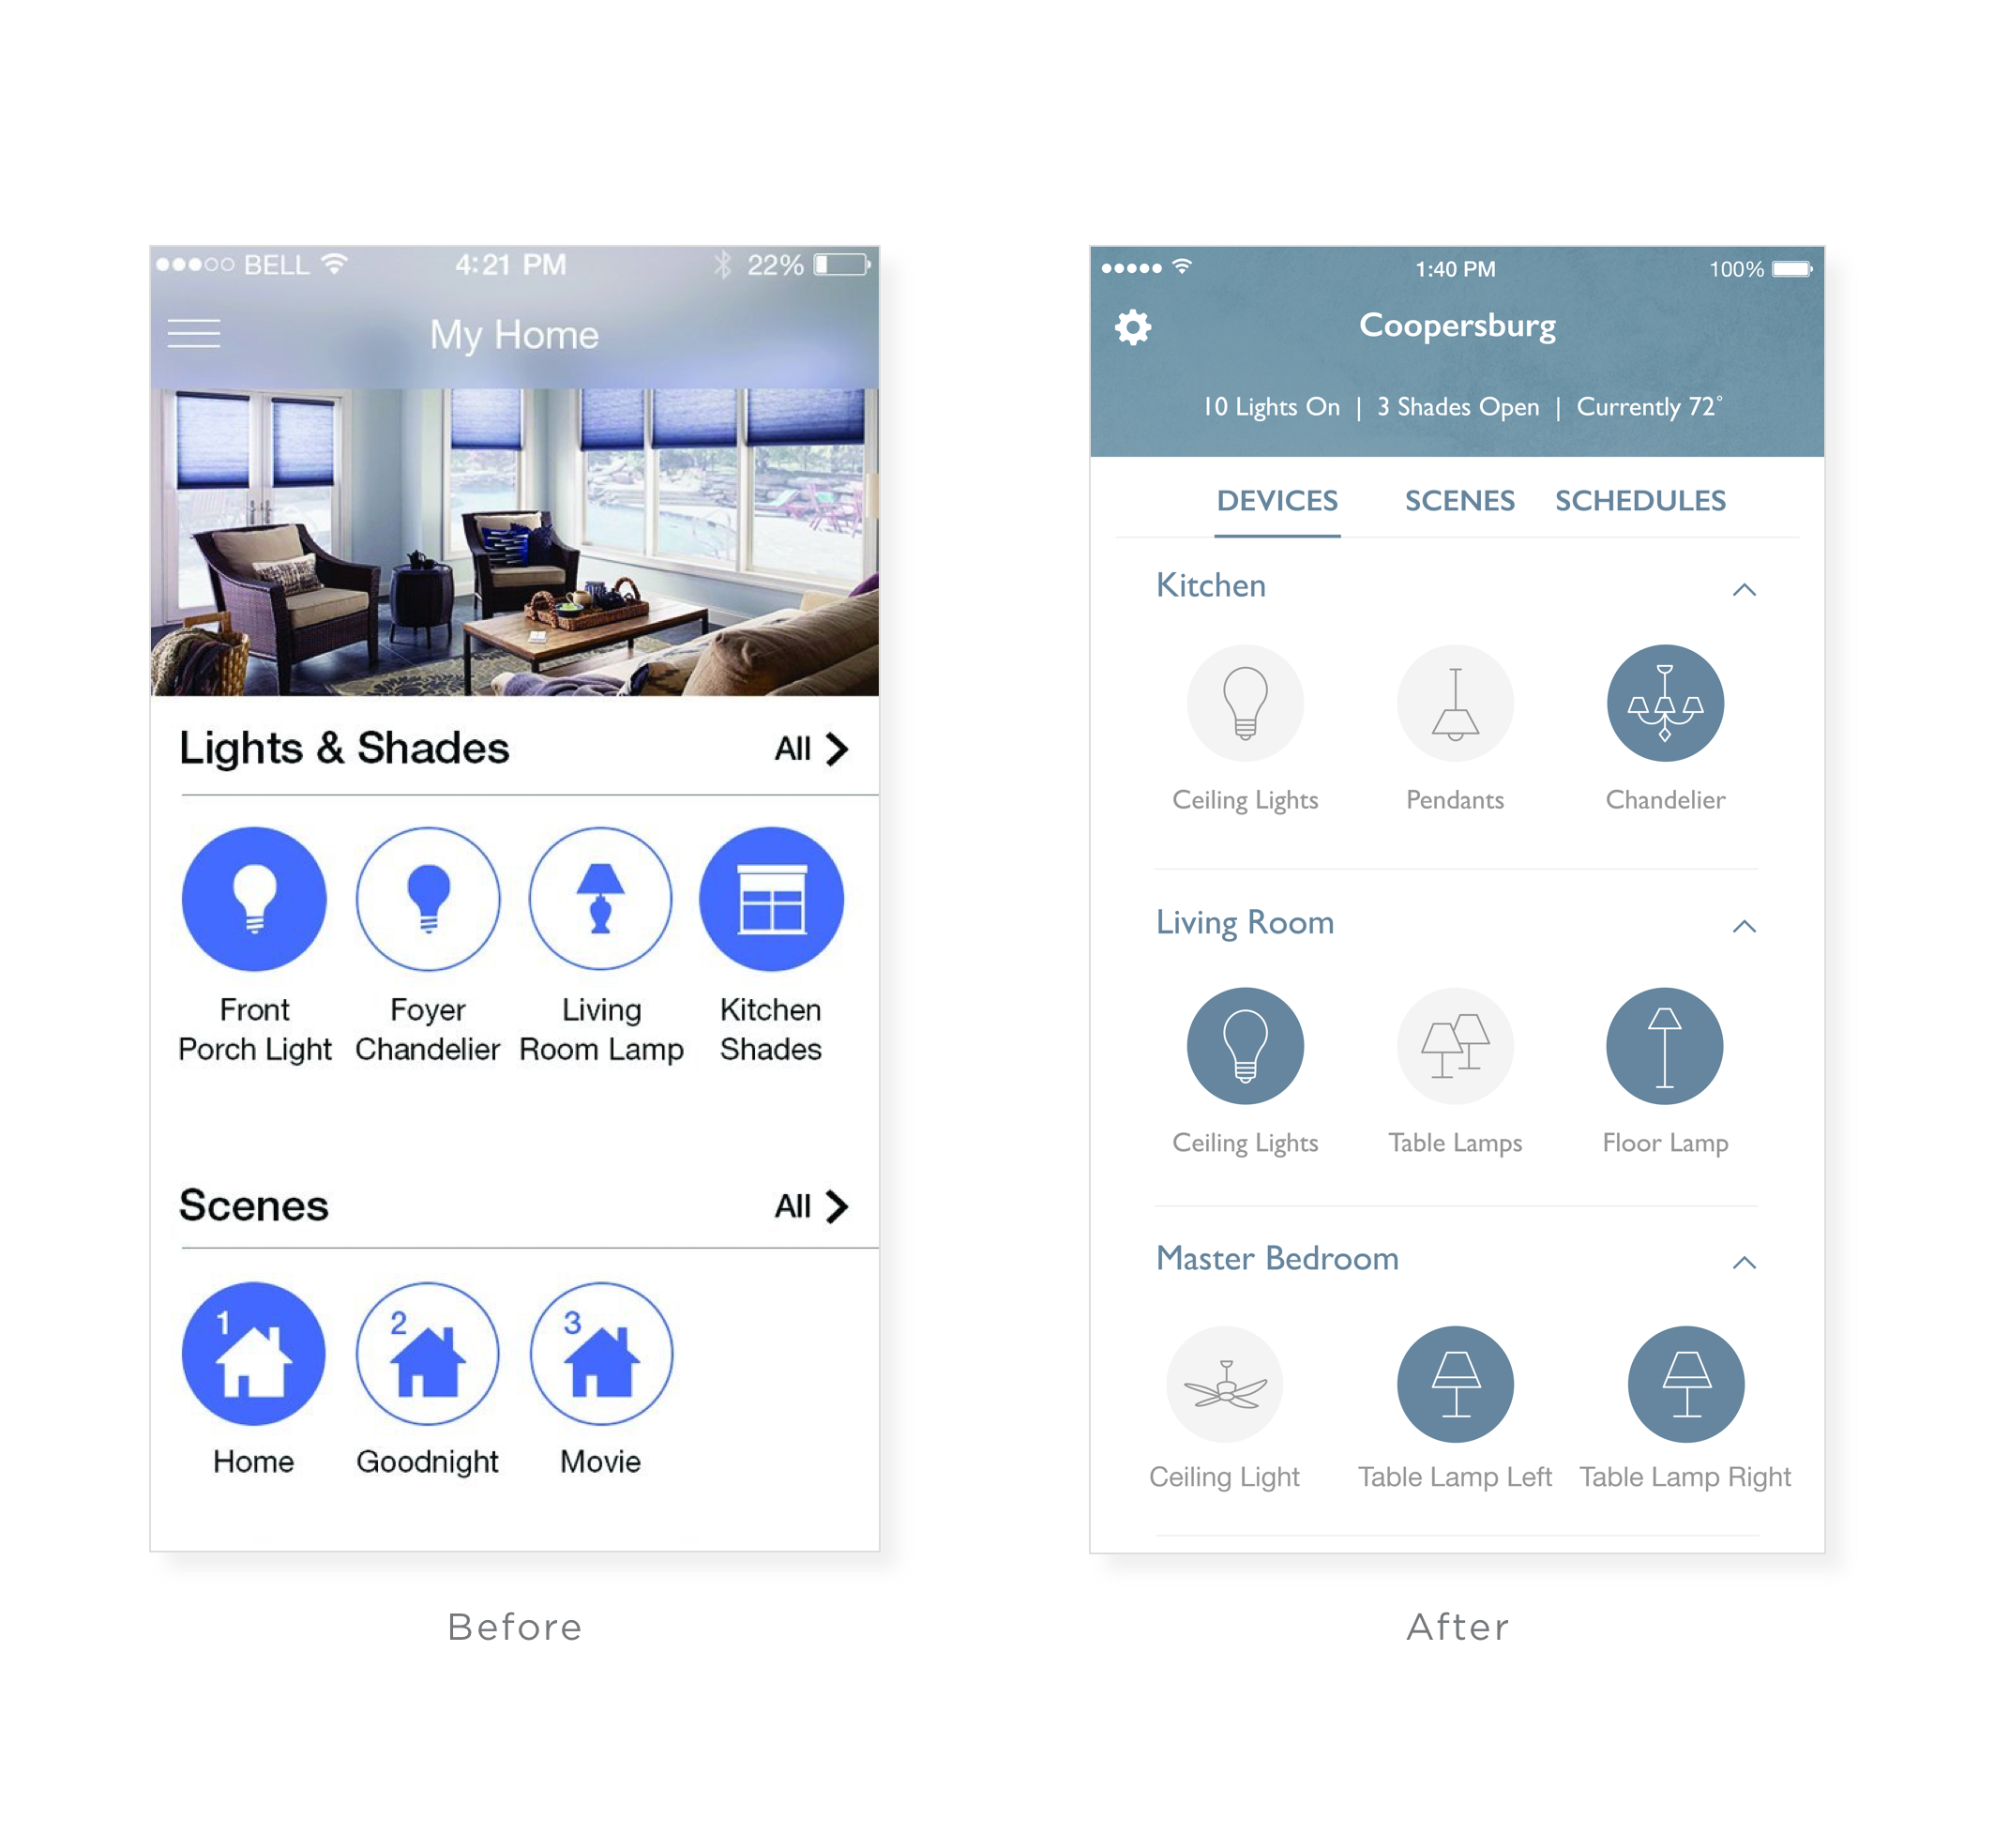 BELL 4:21 PM 22%
My Home
Lights & Shades All
Front Porch Light
Foyer Chandelier
Living Room Lamp
Kitchen Shades
Scenes All
1 2 3
Home Goodnight Movie
Before
1:40 PM 100%
Coopersburg
10 Lights On | 3 Shades Open | Currently 72°
DEVICES SCENES SCHEDULES
Kitchen
Ceiling Lights Pendants Chandelier
Living Room
Ceiling Lights Table Lamps Floor Lamp
Master Bedroom
Ceiling Light Table Lamp Left Table Lamp Right
After